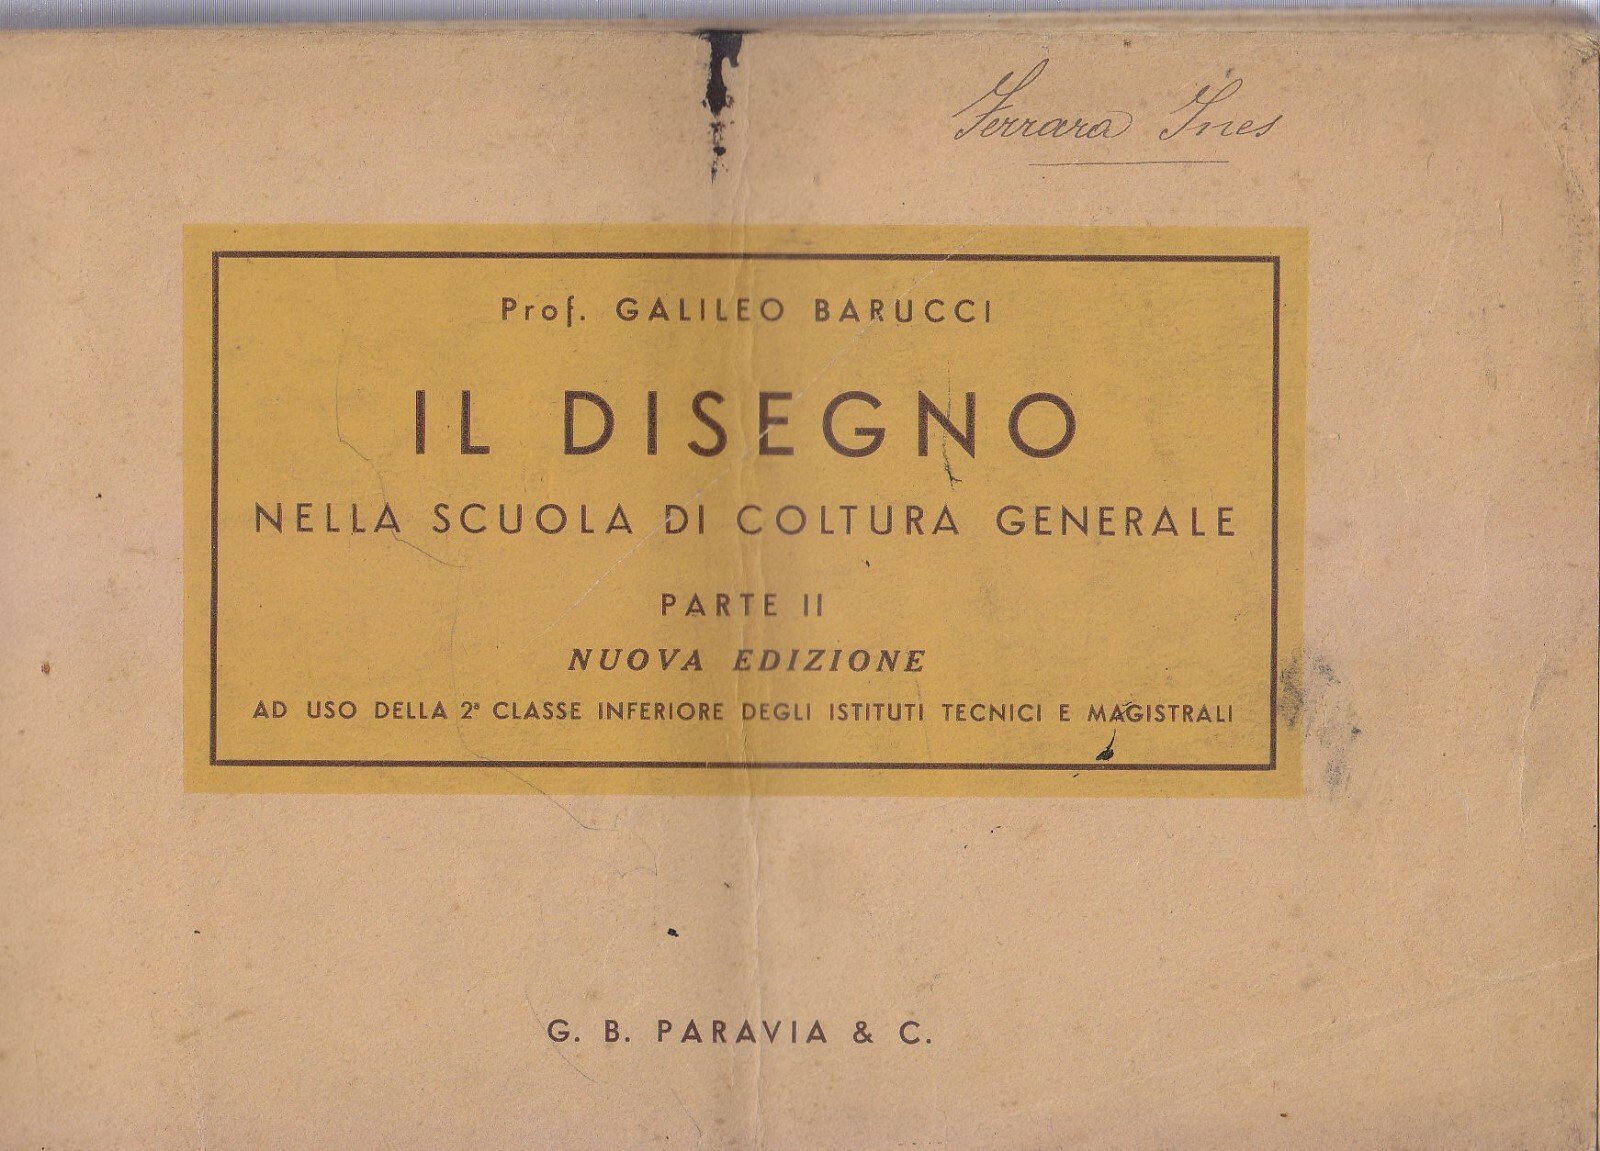 Ferrara Ines
Prof. GALILEO BARUCCI
IL DISEGNO
NELLA SCUOLA DI COLTURA GENERALE
PARTE II
NUOVA EDIZIONE
AD USO DELLA 2ª CLASSE INFERIORE DEGLI ISTITUTI TECNICI E MAGISTRALI
G. B. PARAVIA & C.